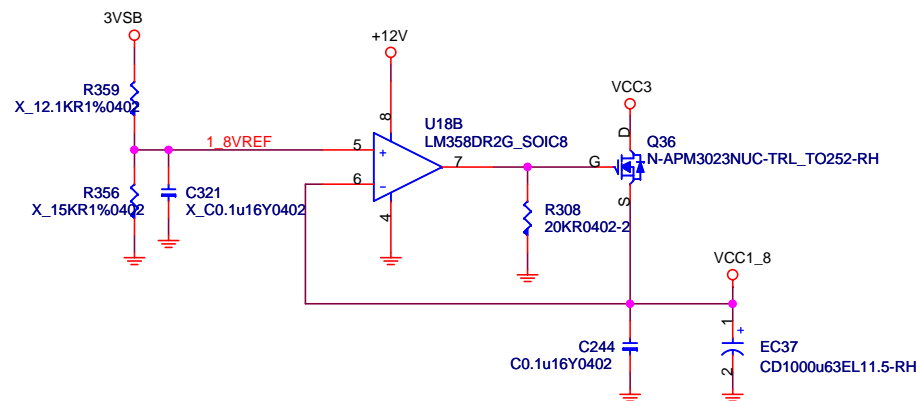 3VSB
R359
X_12.1KR1%0402
1_8VREF
R356
X_15KR1%0402
C321
X_C0.1u16Y0402
+12V
8
5
+
6
-
4
7
U18B
LM358DR2G_SOIC8
R308
20KR0402-2
VCC3
D
G
S
Q36
N-APM3023NUC-TRL_TO252-RH
VCC1_8
C244
C0.1u16Y0402
1
+
2
EC37
CD1000u63EL11.5-RH